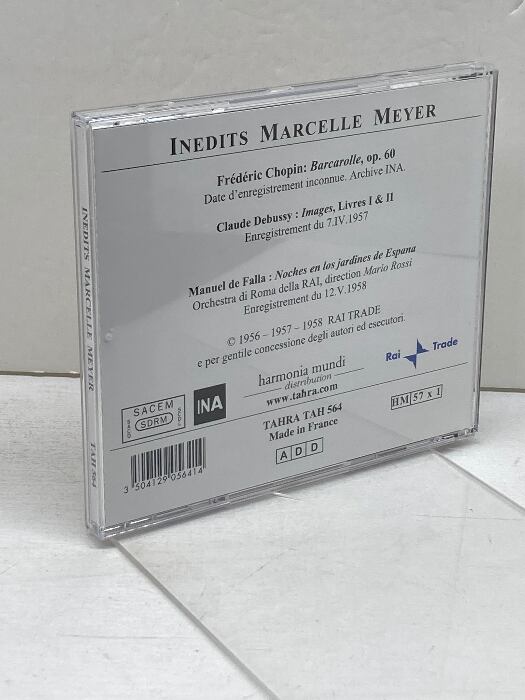 INEDITS MARCELLE MEYER
Frédéric Chopin: Barcarolle, op. 60
Date d'enregistrement inconnue. Archive INA.
Claude Debussy : Images, Livres I & II
Enregistrement du 7.IV.1957
Manuel de Falla : Noches en los jardines de Espana
Orchestra di Roma della RAI, direction Mario Rossi
Enregistrement du 12.V.1958
© 1956 – 1957 – 1958 RAI TRADE
e per gentile concessione degli autori ed esecutori.
Rai Trade
harmonia mundi
distribution
www.tahra.com
SACEM
SDRM
INA
TAHRA TAH 564
Made in France
HM 57 x 1
A D D
3 504129 056414
INEDITS MARCELLE MEYER TAH 564